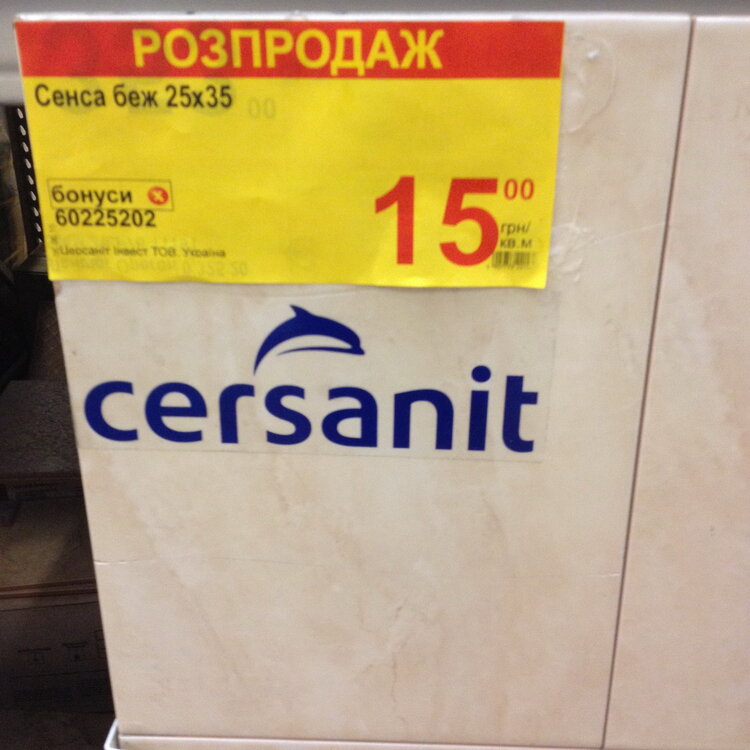 РОЗПРОДАЖ
Сенса беж 25х35
бонуси
60225202
15 00
грн/
кв.м
Церсаніт Інвест ТОВ. Україна
cersanit